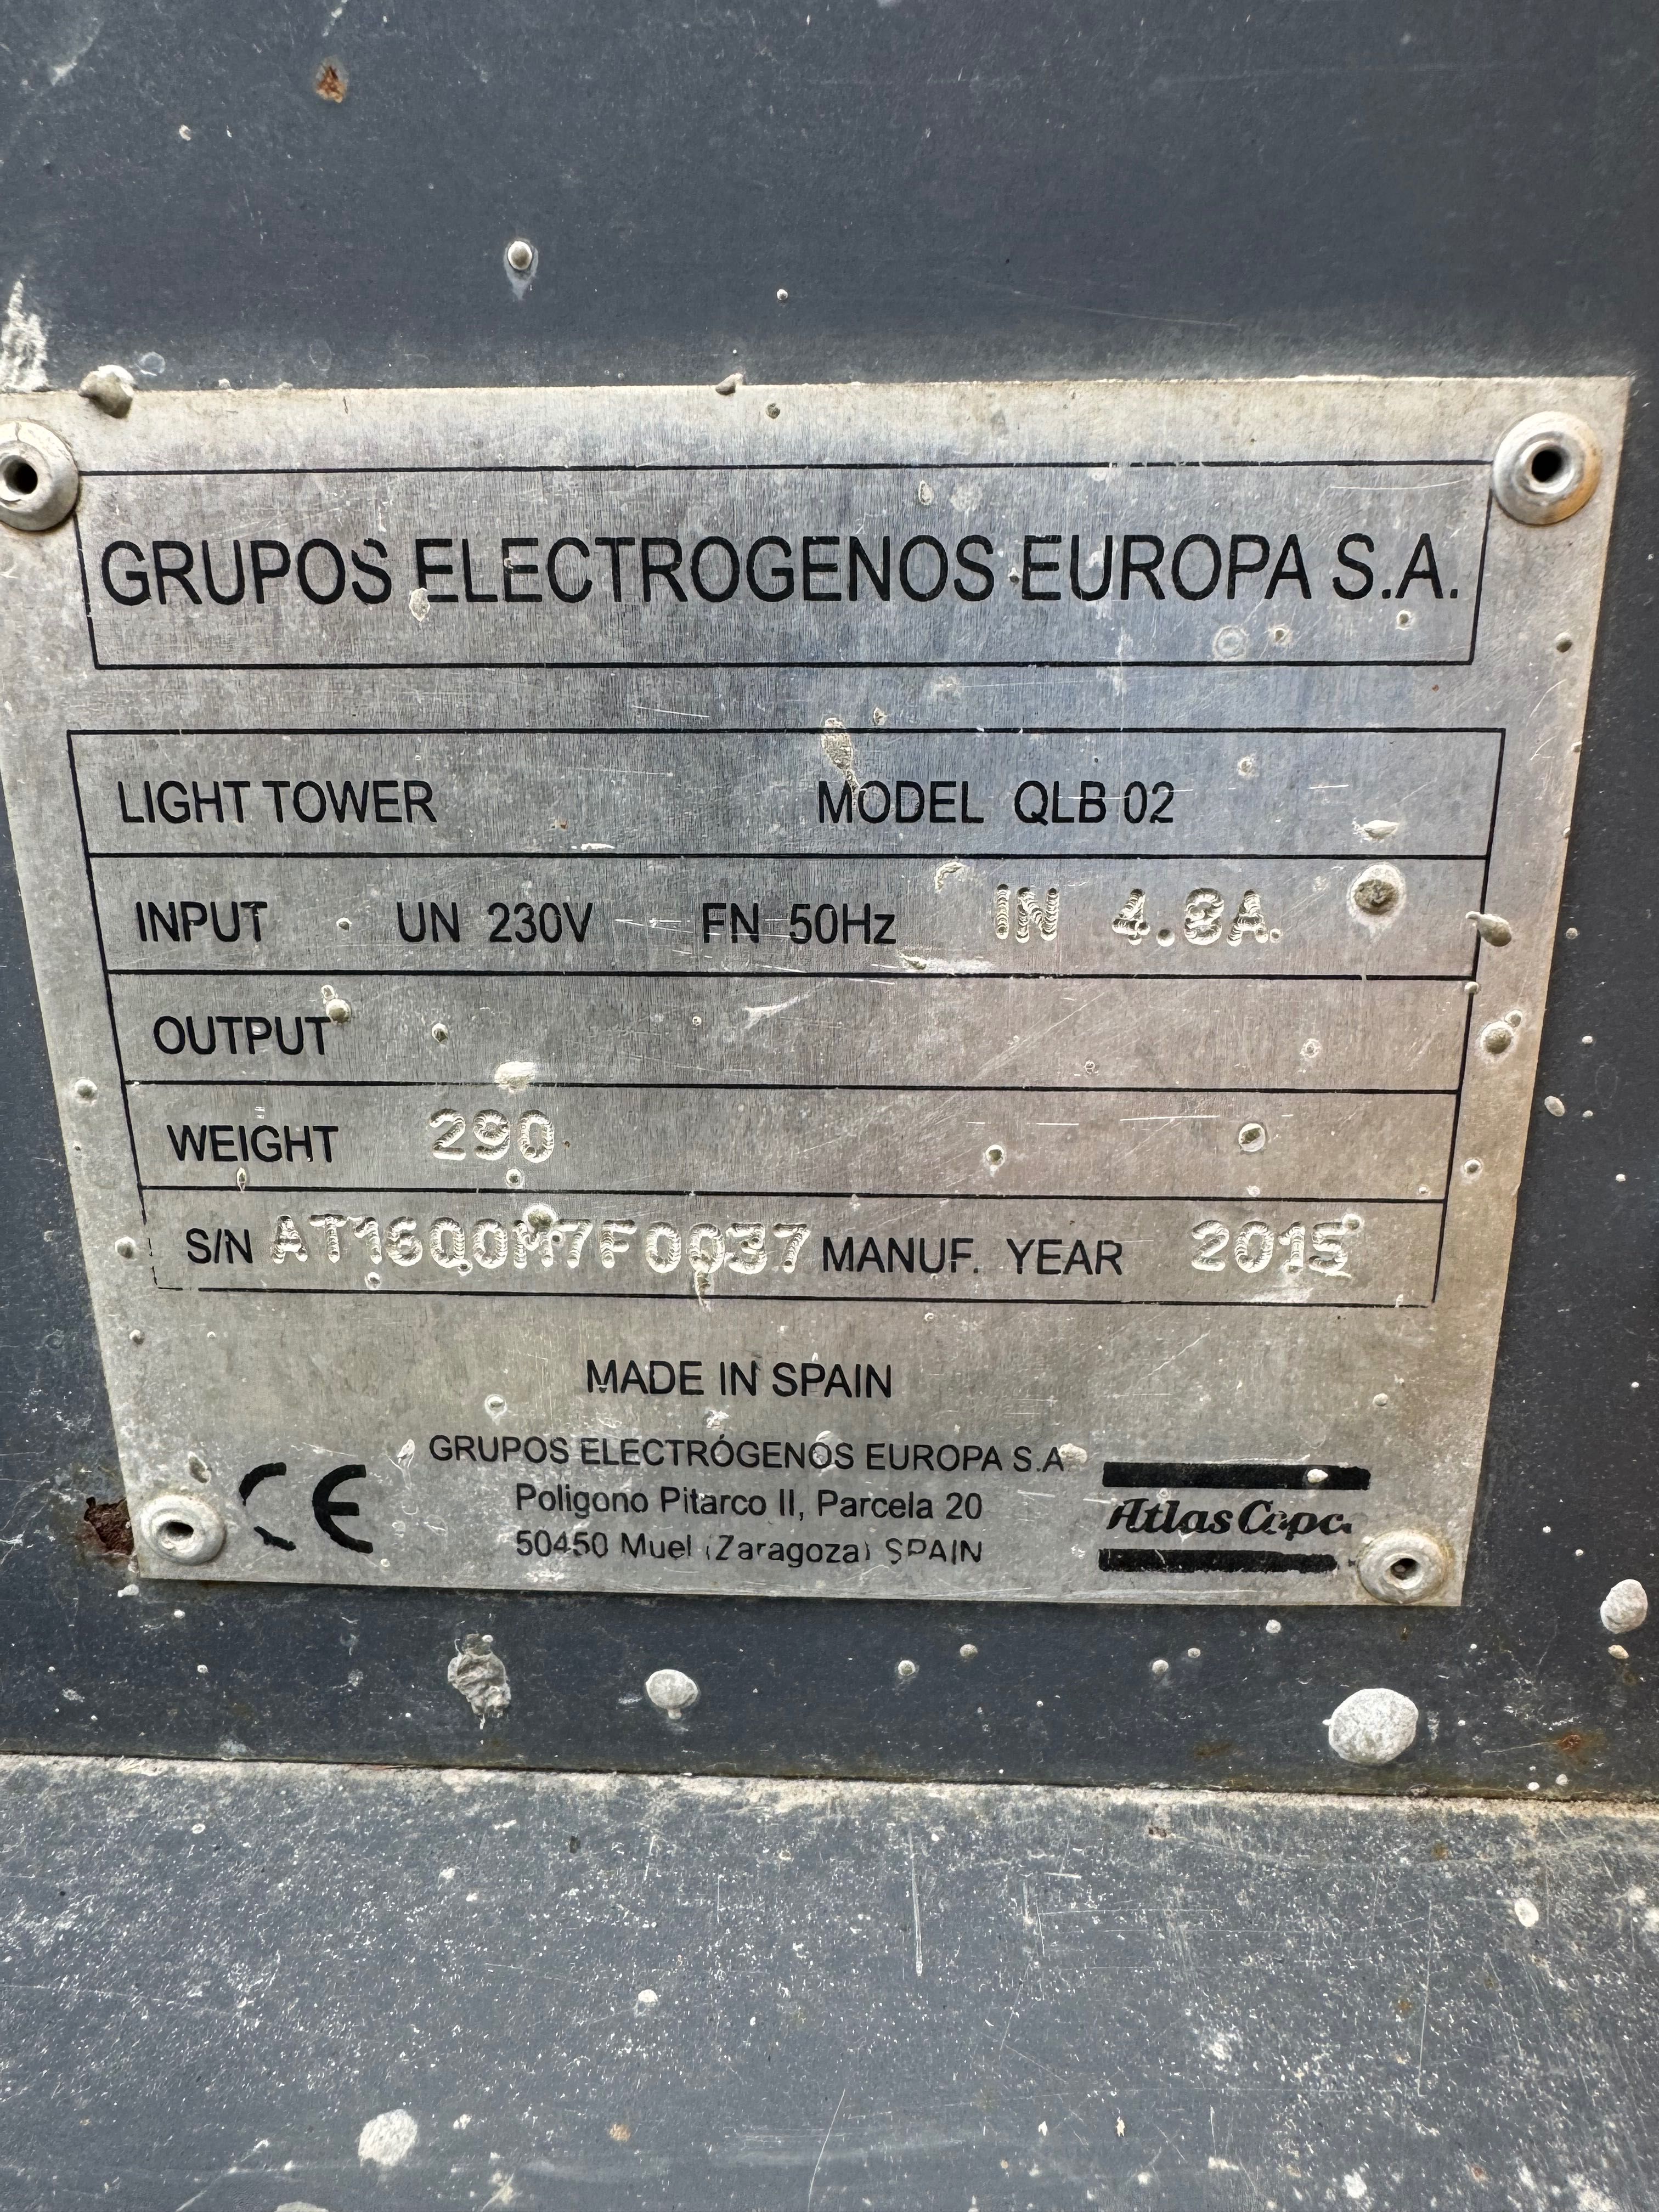 GRUPOS ELECTROGENOS EUROPA S.A.
LIGHT TOWER MODEL QLB 02
INPUT UN 230V FN 50Hz IN 4.8A.
OUTPUT
WEIGHT 290
S/N AT16Q0M7F0037 MANUF. YEAR 2015
MADE IN SPAIN
GRUPOS ELECTRÓGENOS EUROPA S.A
Poligono Pitarco II, Parcela 20
50450 Muel (Zaragoza) SPAIN
CE
Atlas Copco